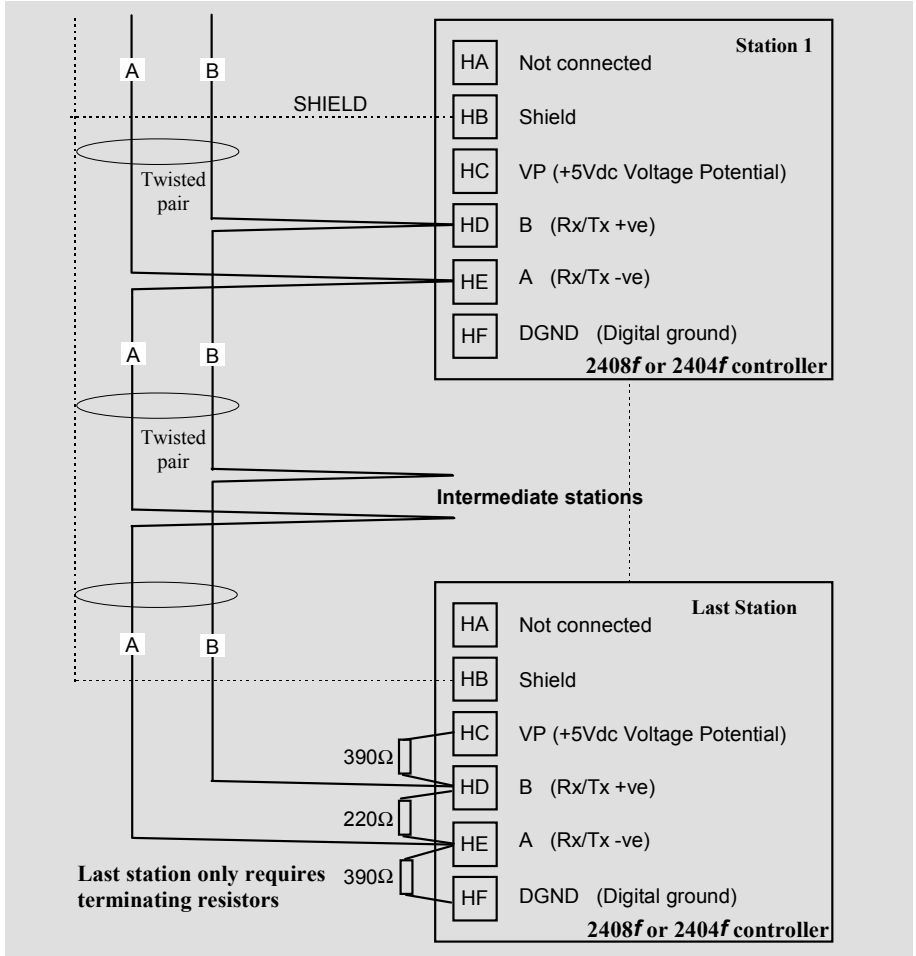 A
B
SHIELD
Twisted
pair
Station 1
HA Not connected
HB Shield
HC VP (+5Vdc Voltage Potential)
HD B (Rx/Tx +ve)
HE A (Rx/Tx -ve)
HF DGND (Digital ground)
2408f or 2404f controller
A
B
Twisted
pair
Intermediate stations
A
B
Last Station
HA Not connected
HB Shield
HC VP (+5Vdc Voltage Potential)
390Ω
HD B (Rx/Tx +ve)
220Ω
HE A (Rx/Tx -ve)
390Ω
HF DGND (Digital ground)
2408f or 2404f controller
Last station only requires
terminating resistors